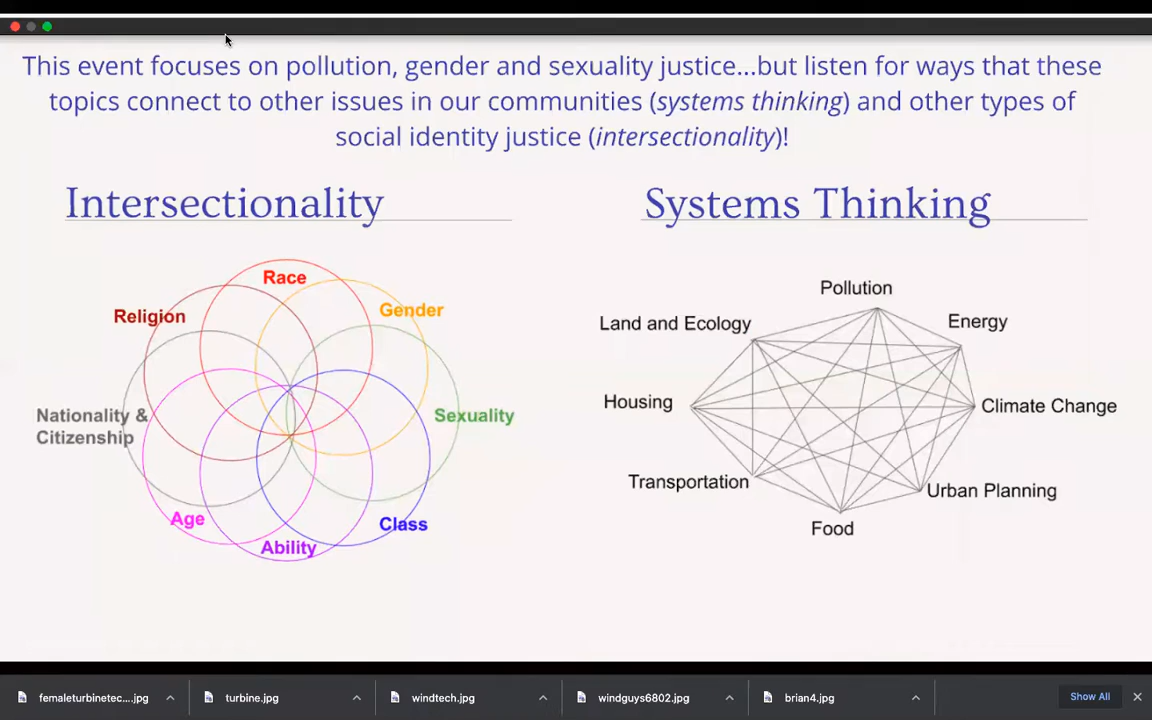 This event focuses on pollution, gender and sexuality justice...but listen for ways that these
topics connect to other issues in our communities (systems thinking) and other types of
social identity justice (intersectionality)!
Intersectionality
Race
Religion
Gender
Nationality &
Citizenship
Sexuality
Age
Class
Ability
Systems Thinking
Pollution
Land and Ecology
Energy
Housing
Climate Change
Transportation
Urban Planning
Food
femaleturbinetec....jpg
turbine.jpg
windtech.jpg
windguys6802.jpg
brian4.jpg
Show All